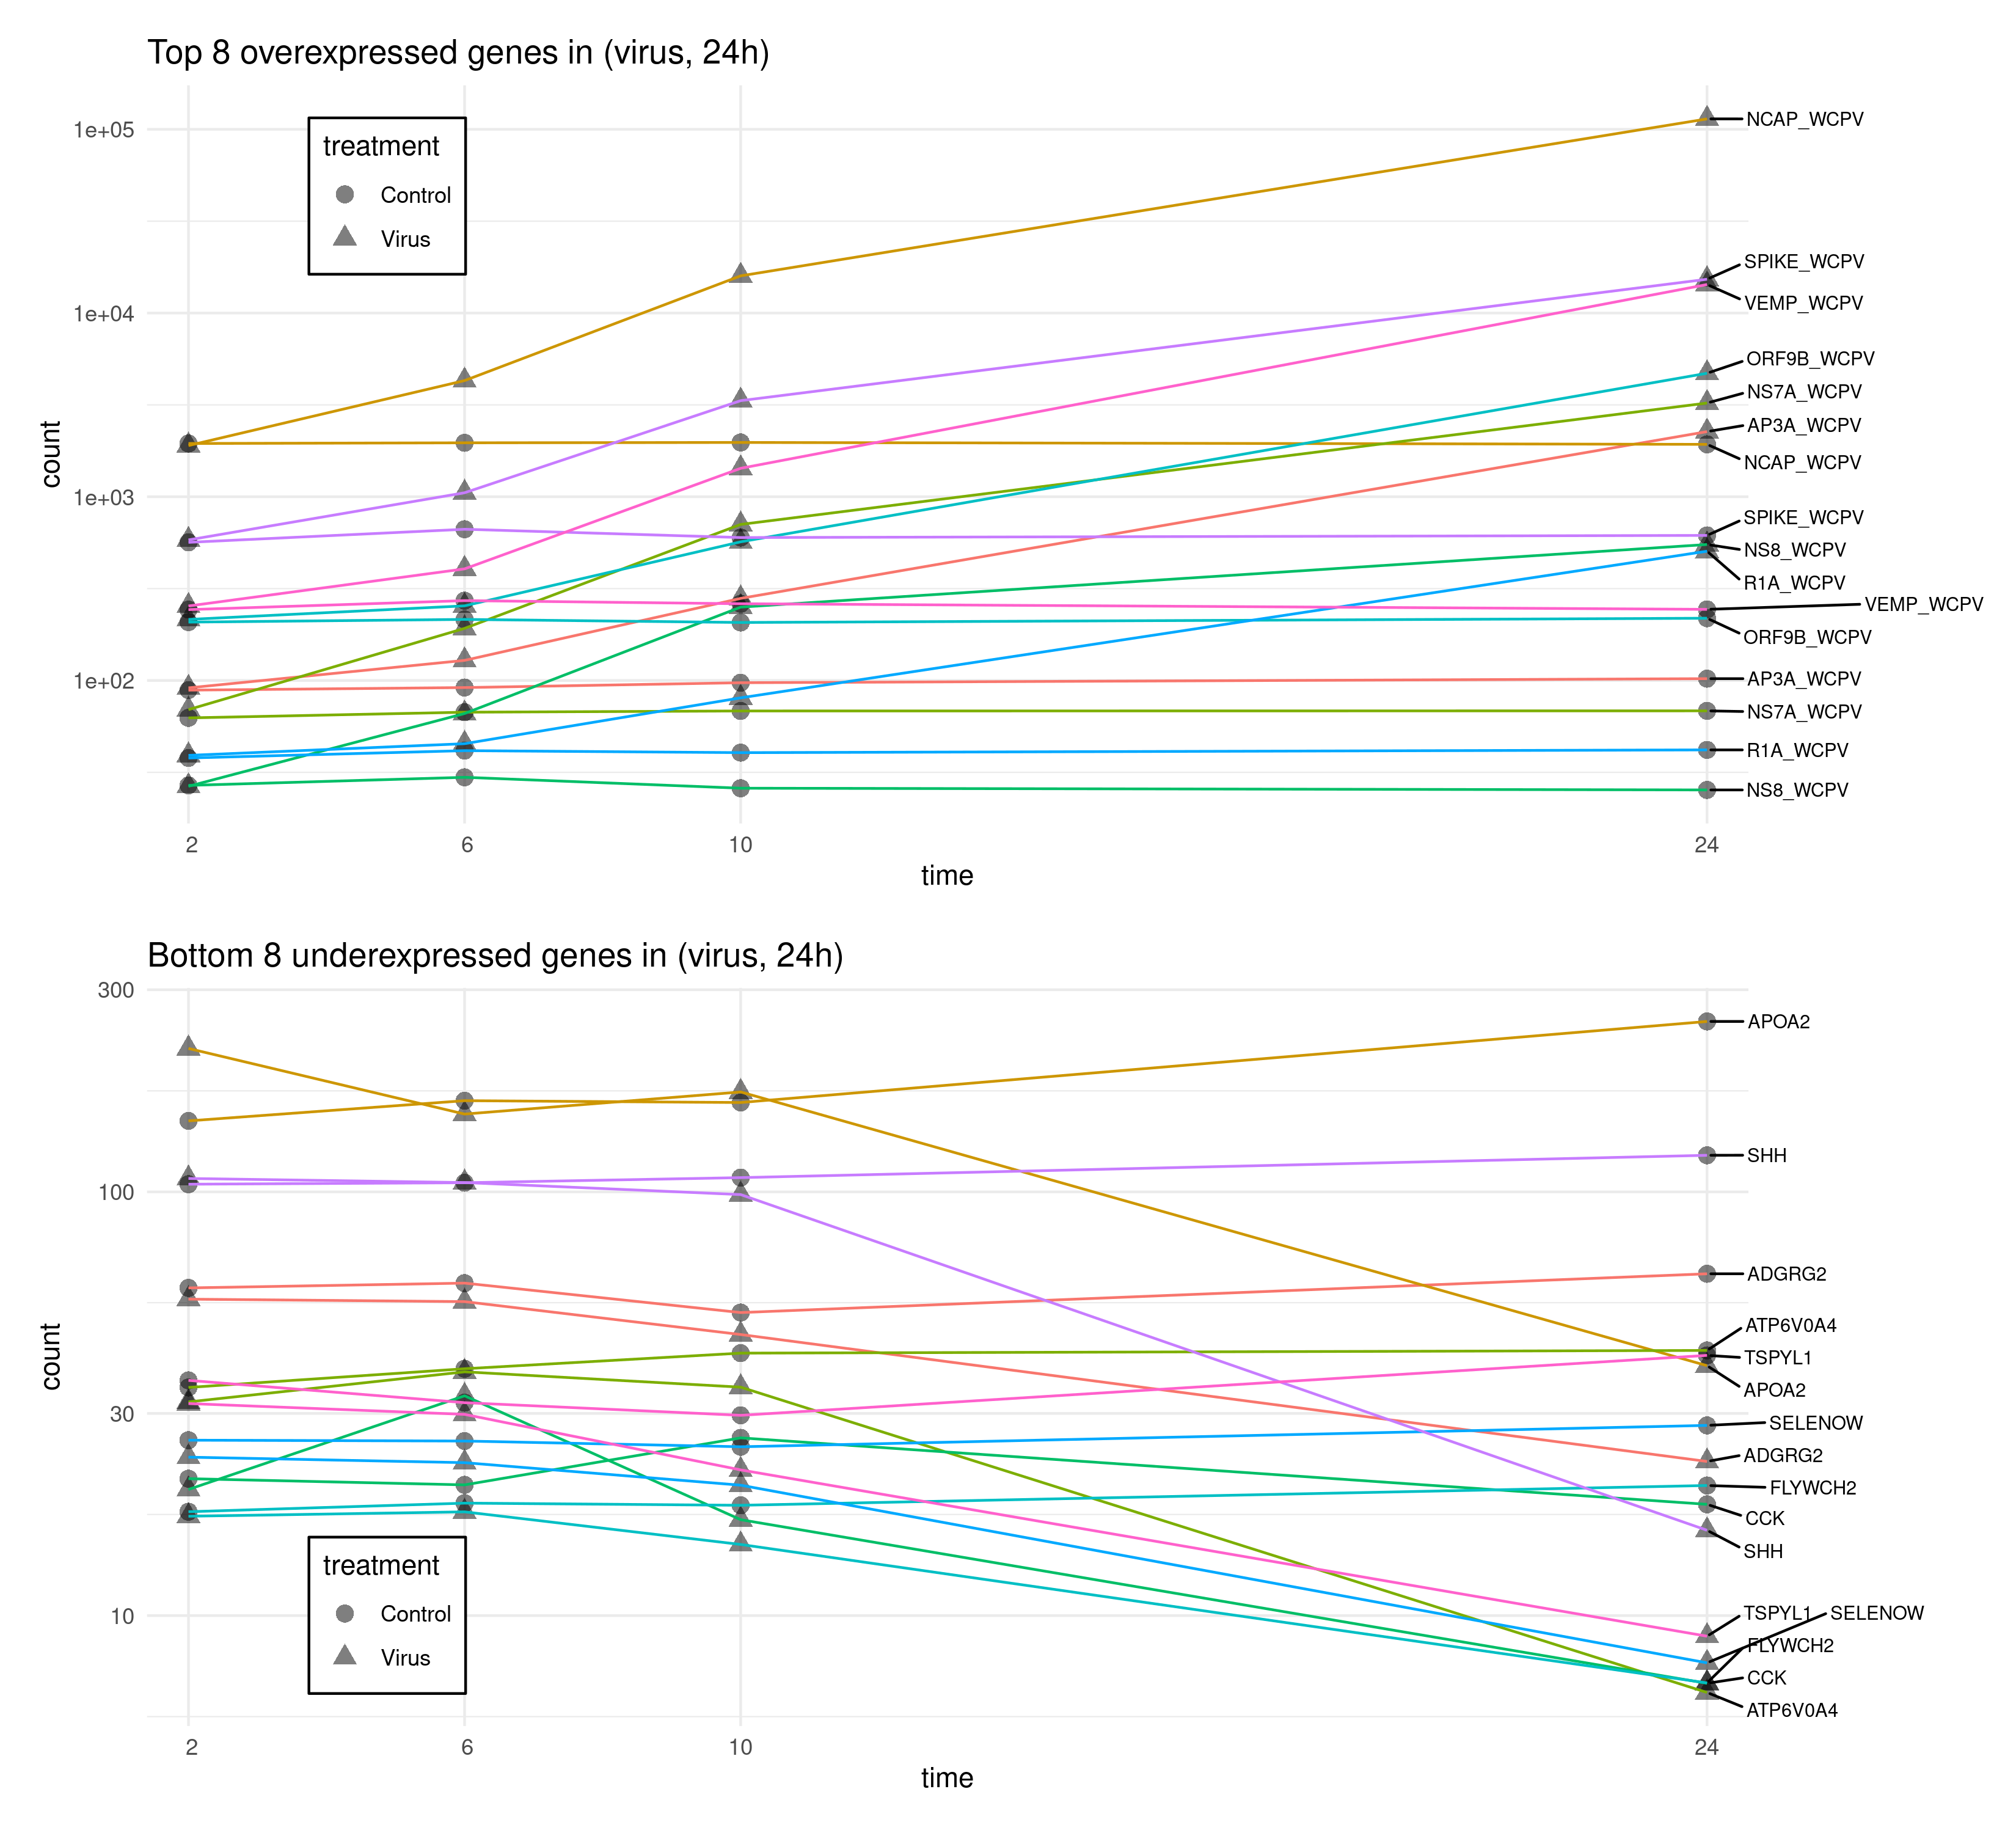 Top 8 overexpressed genes in (virus, 24h)
treatment
Control
Virus
count
1e+05
1e+04
1e+03
1e+02
NCAP_WCPV
SPIKE_WCPV
VEMP_WCPV
ORF9B_WCPV
NS7A_WCPV
AP3A_WCPV
NCAP_WCPV
SPIKE_WCPV
NS8_WCPV
R1A_WCPV
VEMP_WCPV
ORF9B_WCPV
AP3A_WCPV
NS7A_WCPV
R1A_WCPV
NS8_WCPV
2 6 10 24
time
Bottom 8 underexpressed genes in (virus, 24h)
count
300
100
30
10
APOA2
SHH
ADGRG2
ATP6V0A4
TSPYL1
APOA2
SELENOW
ADGRG2
FLYWCH2
CCK
SHH
TSPYL1 SELENOW
FLYWCH2
CCK
ATP6V0A4
treatment
Control
Virus
2 6 10 24
time